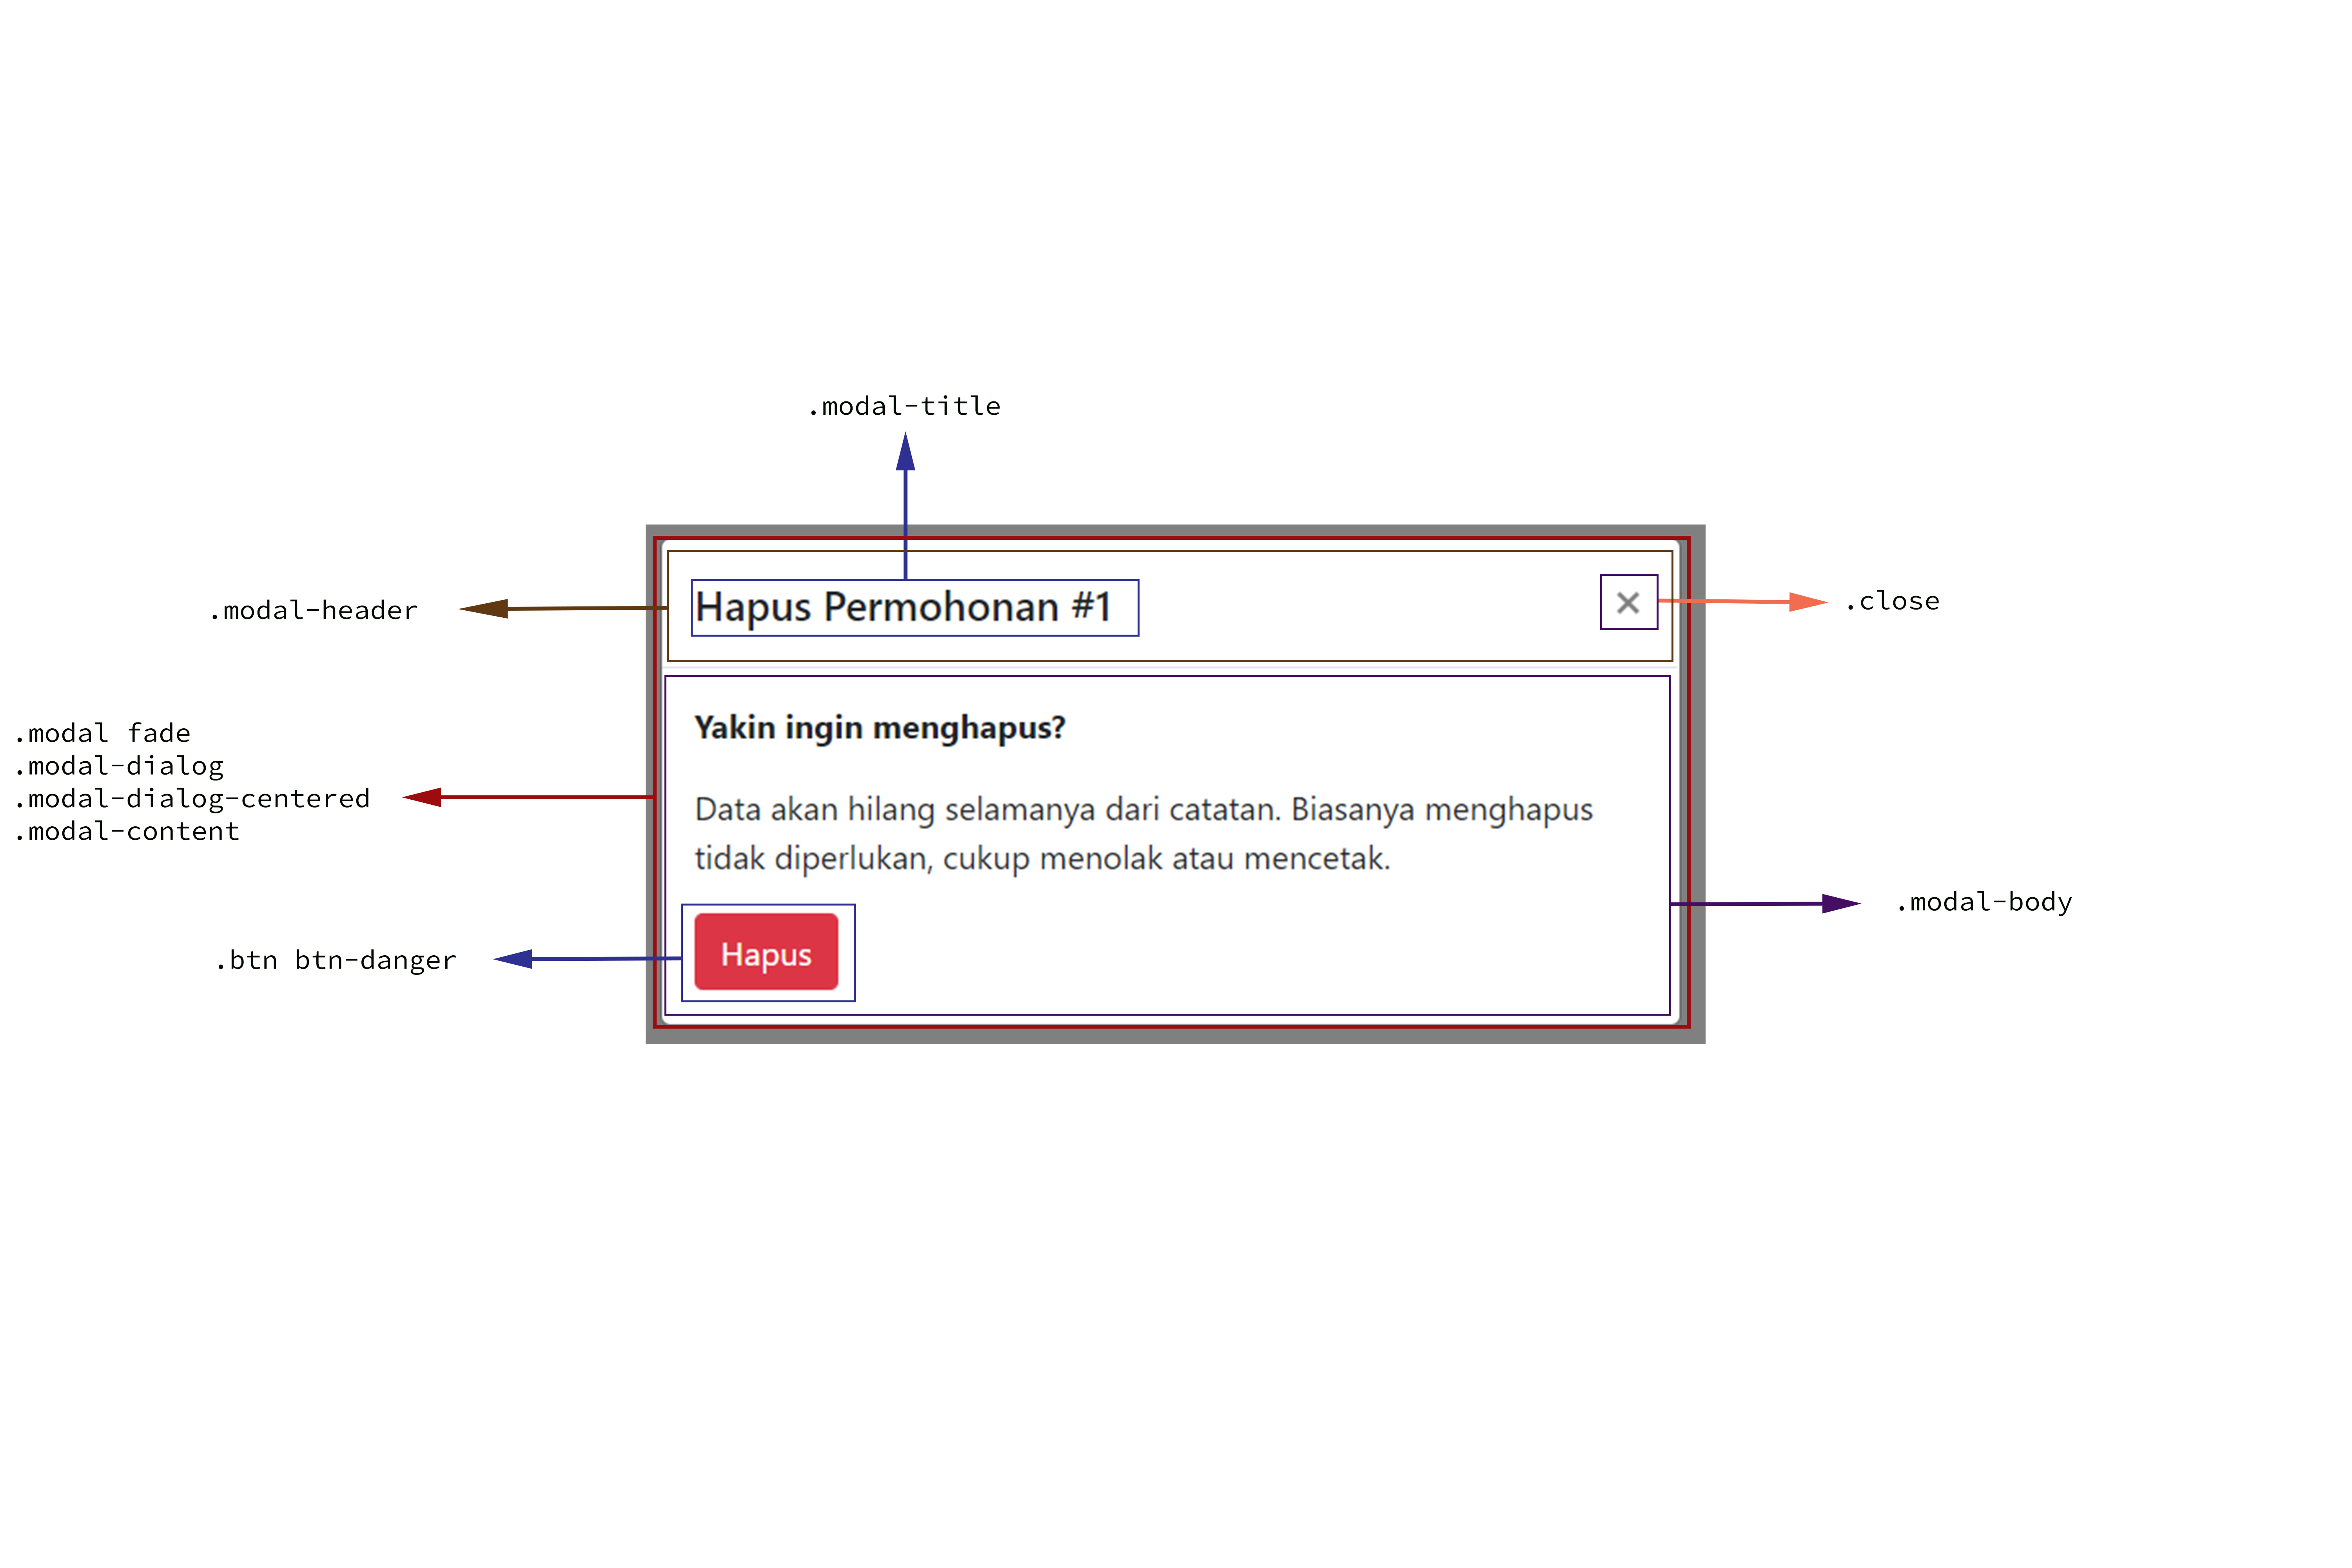 .modal-title
.modal-header
Hapus Permohonan #1
×
.close
.modal fade
.modal-dialog
.modal-dialog-centered
.modal-content
Yakin ingin menghapus?
Data akan hilang selamanya dari catatan. Biasanya menghapus
tidak diperlukan, cukup menolak atau mencetak.
.modal-body
.btn btn-danger
Hapus